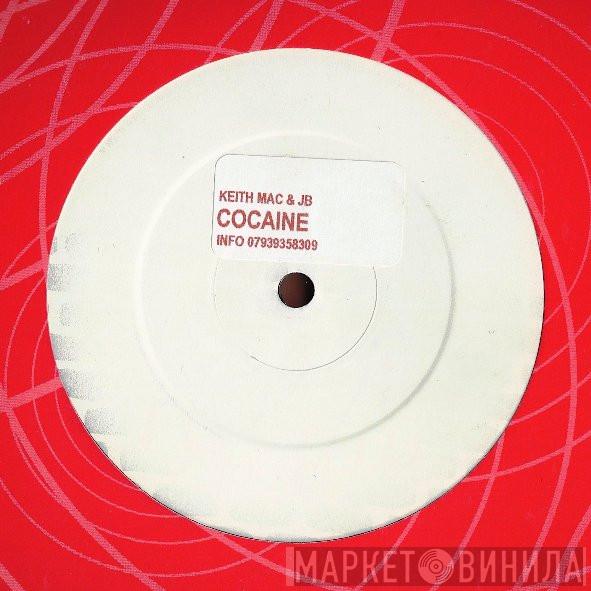 KEITH MAC & JB
COCAINE
INFO 07939358309
МАРКЕТ ВИНИЛА